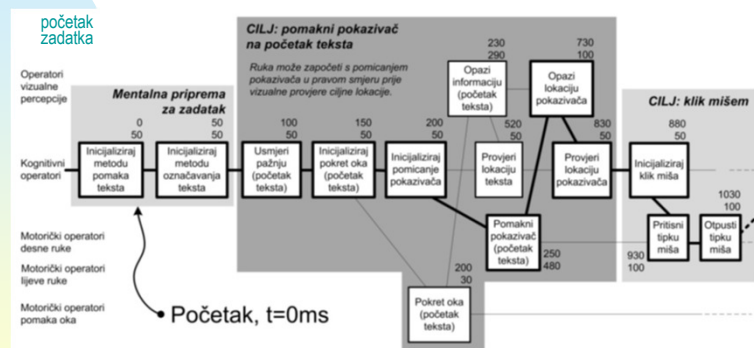 početak
zadatka
CILJ: pomakni pokazivač
na početak teksta
Ruka može započeti s pomicanjem
pokazivača u pravom smjeru prije
vizualne provjere ciljne lokacije.
Operatori
vizualne
percepcije
Mentalna priprema
za zadatak
230
290
Opazi
informaciju
(početak
teksta)
730
100
Opazi
lokaciju
pokazivača
CILJ: klik mišem
Kognitivni
operatori
0
50
Inicijaliziraj
metodu
pomaka
teksta
50
50
Inicijaliziraj
metodu
označavanja
teksta
100
50
Usmjeri
pažnju
(početak
teksta)
150
50
Inicijaliziraj
pokret oka
(početak
teksta)
200
50
Inicijaliziraj
pomicanje
pokazivača
520
50
Provjeri
lokaciju
teksta
830
50
Provjeri
lokaciju
pokazivača
880
50
Inicijaliziraj
klik miša
Motorički operatori
desne ruke
Pomakni
pokazivač
(početak
teksta)
250
480
Pritisni
tipku
miša
930
100
1030
100
Otpusti
tipku
miša
Motorički operatori
lijeve ruke
Motorički operatori
pomaka oka
200
30
Pokret oka
(početak
teksta)
Početak, t=0ms